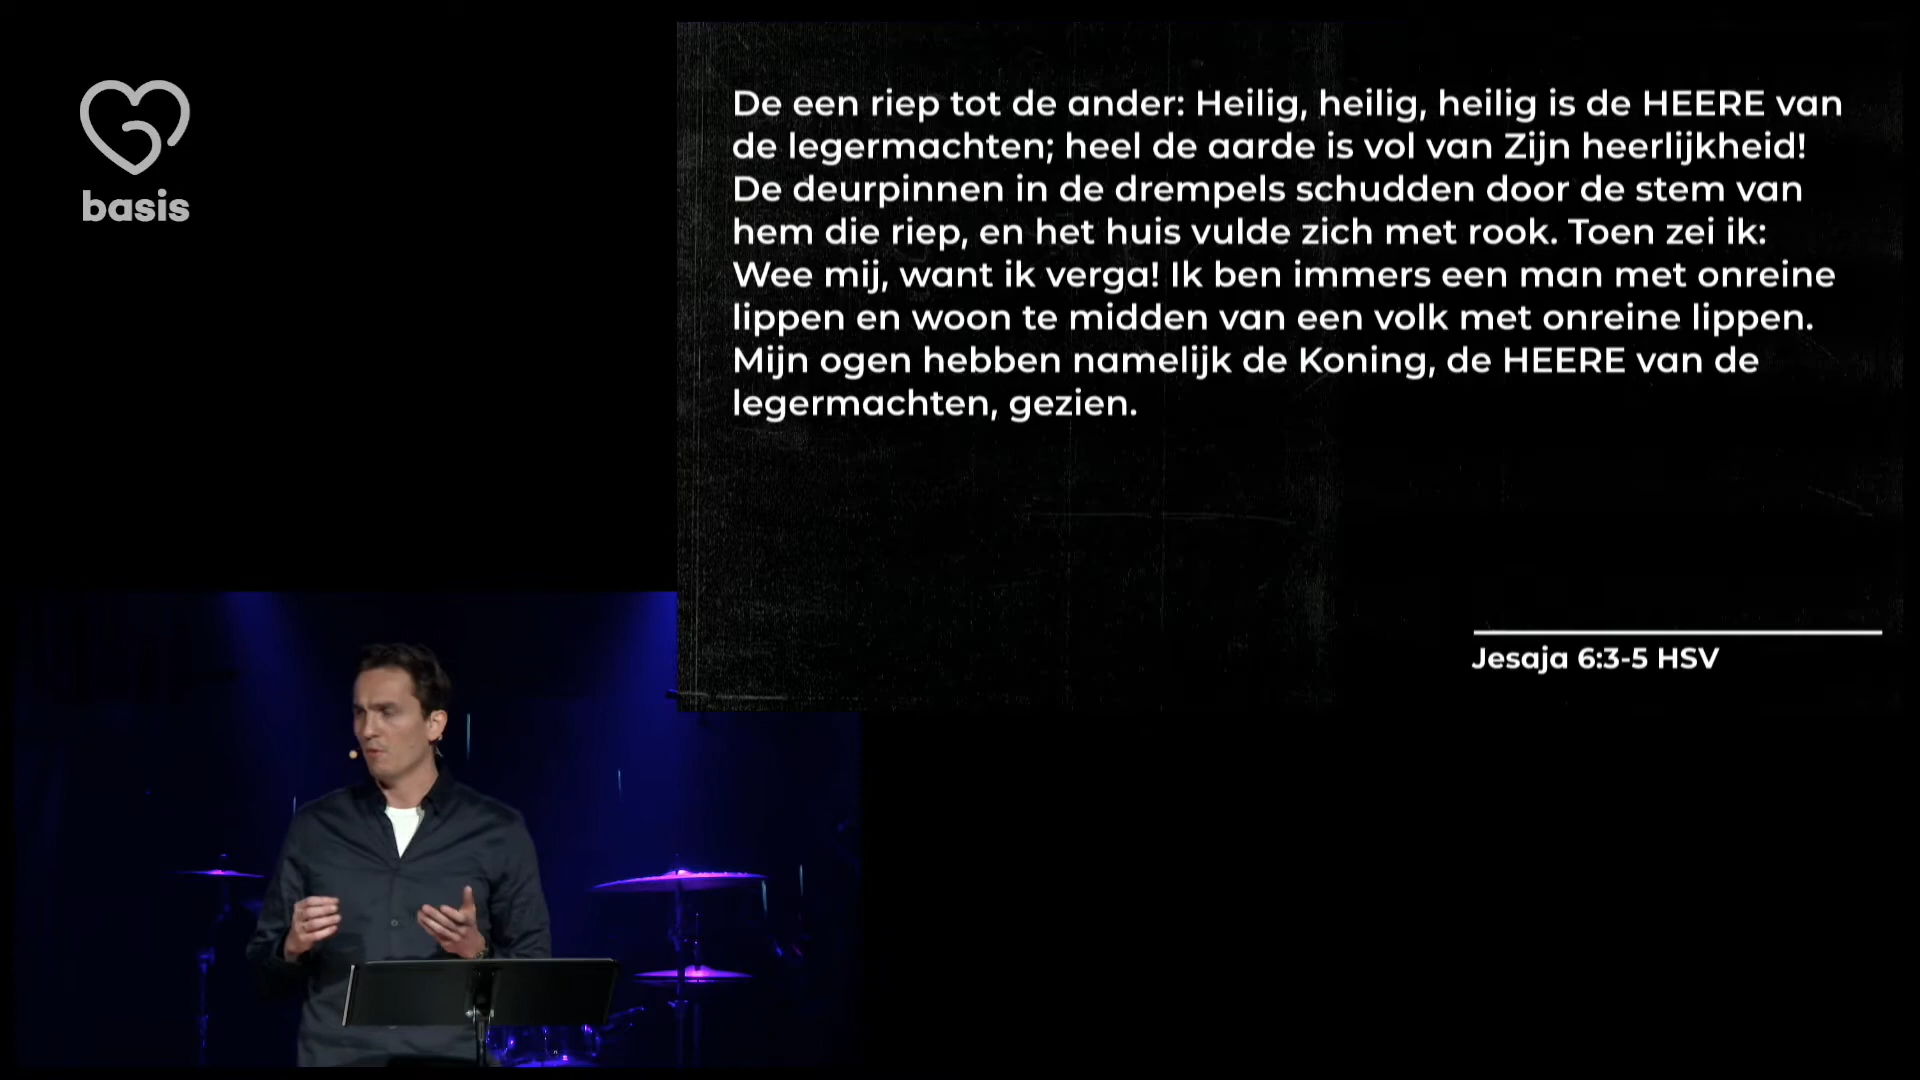 basis
De een riep tot de ander: Heilig, heilig, heilig is de HEERE van
de legermachten; heel de aarde is vol van Zijn heerlijkheid!
De deurpinnen in de drempels schudden door de stem van
hem die riep, en het huis vulde zich met rook. Toen zei ik:
Wee mij, want ik verga! Ik ben immers een man met onreine
lippen en woon te midden van een volk met onreine lippen.
Mijn ogen hebben namelijk de Koning, de HEERE van de
legermachten, gezien.
Jesaja 6:3-5 HSV